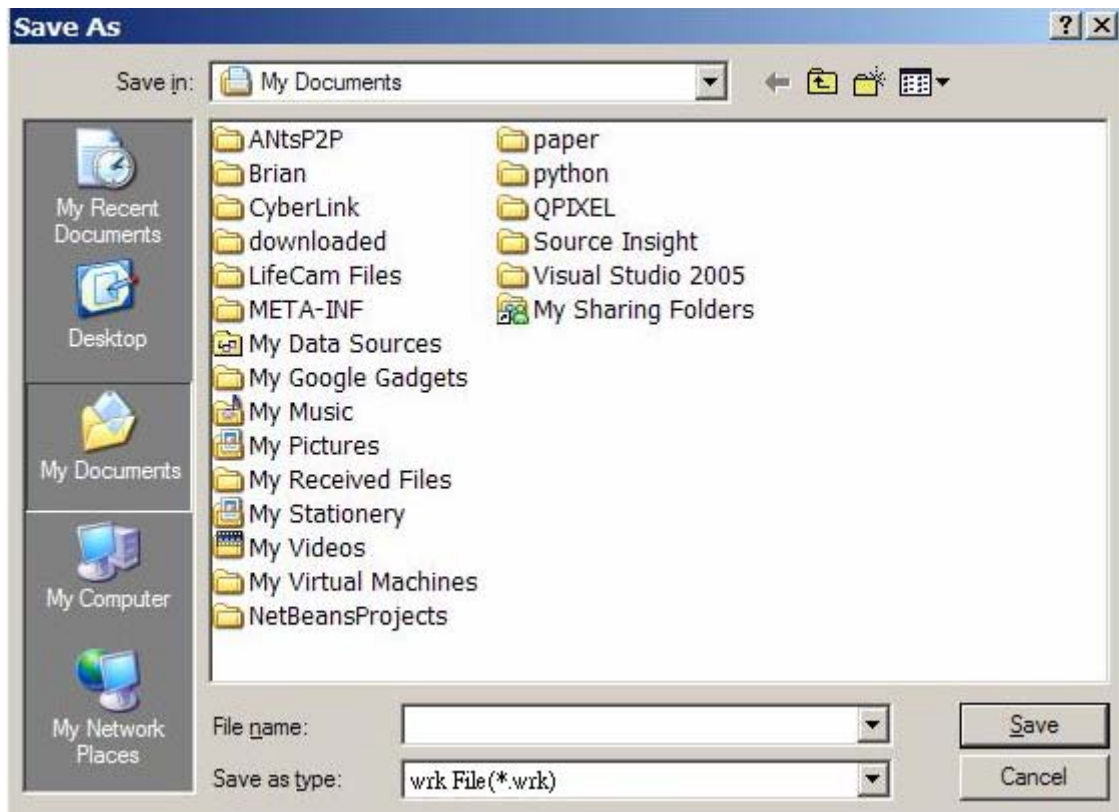 Save As
Save in: My Documents
My Recent Documents
Desktop
My Documents
My Computer
My Network Places
ANtsP2P
Brian
CyberLink
downloaded
LifeCam Files
META-INF
My Data Sources
My Google Gadgets
My Music
My Pictures
My Received Files
My Stationery
My Videos
My Virtual Machines
NetBeansProjects
paper
python
QPIXEL
Source Insight
Visual Studio 2005
My Sharing Folders
File name:
Save
Save as type: wrk File(*.wrk)
Cancel